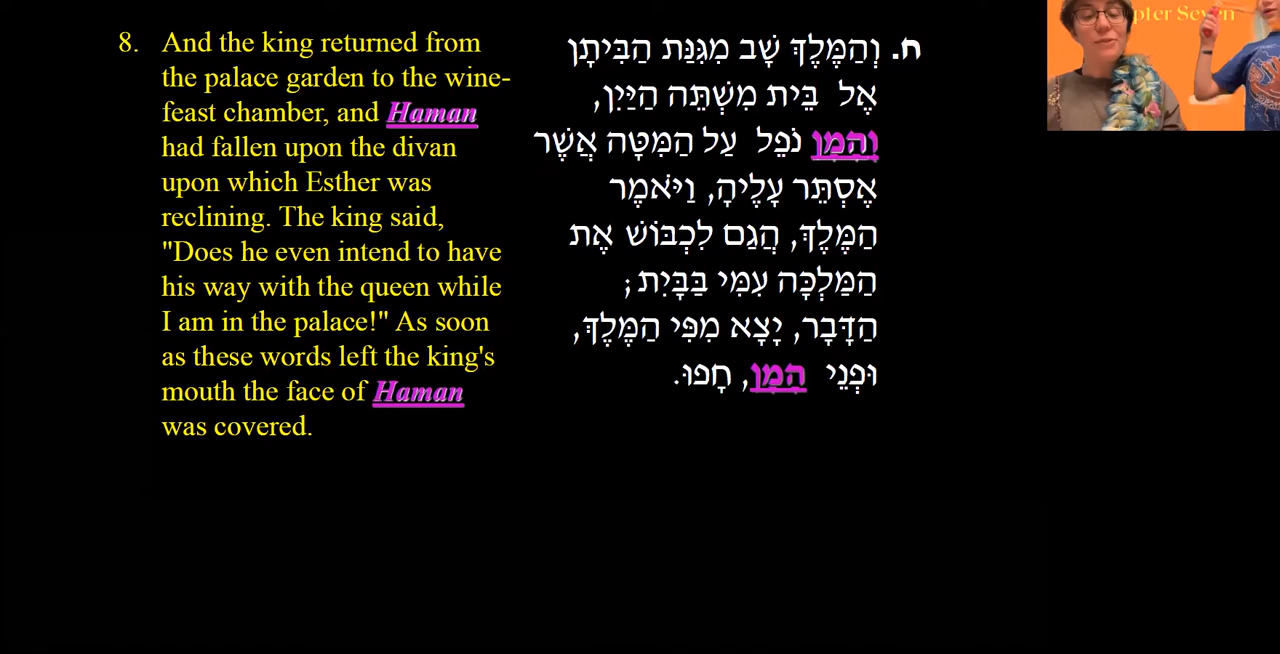 8. And the king returned from
the palace garden to the wine-
feast chamber, and Haman
had fallen upon the divan
upon which Esther was
reclining. The king said,
"Does he even intend to have
his way with the queen while
I am in the palace!" As soon
as these words left the king's
mouth the face of Haman
was covered.
ח. וְהַמֶּלֶךְ שָׁב מִגִּנַּת הַבִּיתָן
אֶל בֵּית מִשְׁתֵּה הַיַּיִן,
וְהָמָן נֹפֵל עַל הַמִּטָּה אֲשֶׁר
אֶסְתֵּר עָלֶיהָ, וַיֹּאמֶר
הַמֶּלֶךְ, הֲגַם לִכְבּוֹשׁ אֶת
הַמַּלְכָּה עִמִּי בַּבָּיִת;
הַדָּבָר, יָצָא מִפִּי הַמֶּלֶךְ,
וּפְנֵי הָמָן, חָפוּ.
pter Seven